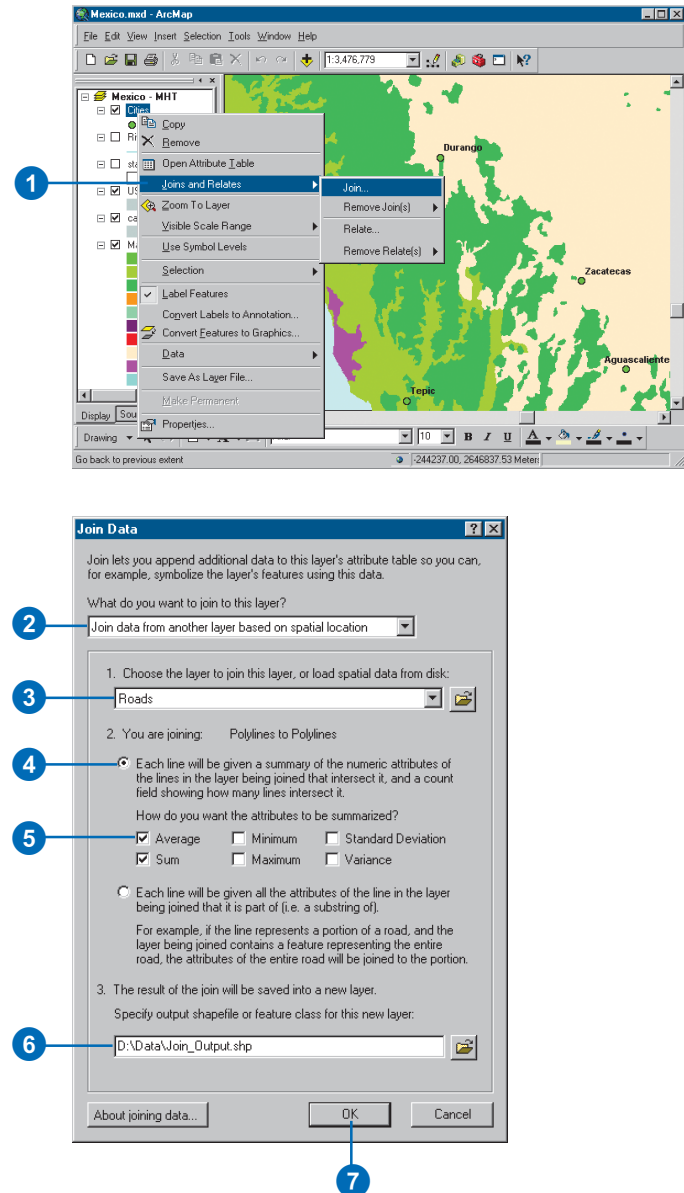 Mexico.mxd - ArcMap
File Edit View Insert Selection Tools Window Help
1:3,476,779
Mexico - MHT
Cities
Copy
Remove
Open Attribute Table
1
Joins and Relates
Join...
Zoom To Layer
Remove Join(s)
Visible Scale Range
Relate...
Use Symbol Levels
Remove Relate(s)
Selection
Label Features
Convert Labels to Annotation...
Convert Features to Graphics...
Data
Save As Layer File...
Make Permanent
Properties...
Durango
Zacatecas
Aguascaliente
Tepic
Display
Drawing
10
B I U A
Go back to previous extent
-244237.00, 2646837.53 Meters
Join Data
Join lets you append additional data to this layer's attribute table so you can,
for example, symbolize the layer's features using this data.
What do you want to join to this layer?
2
Join data from another layer based on spatial location
1. Choose the layer to join this layer, or load spatial data from disk:
3
Roads
2. You are joining: Polylines to Polylines
4
Each line will be given a summary of the numeric attributes of
the lines in the layer being joined that intersect it, and a count
field showing how many lines intersect it.
How do you want the attributes to be summarized?
5
Average Minimum Standard Deviation
Sum Maximum Variance
Each line will be given all the attributes of the line in the layer
being joined that it is part of (i.e. a substring of).
For example, if the line represents a portion of a road, and the
layer being joined contains a feature representing the entire
road, the attributes of the entire road will be joined to the portion.
3. The result of the join will be saved into a new layer.
Specify output shapefile or feature class for this new layer:
6
D:\Data\Join_Output.shp
About joining data...
OK
Cancel
7